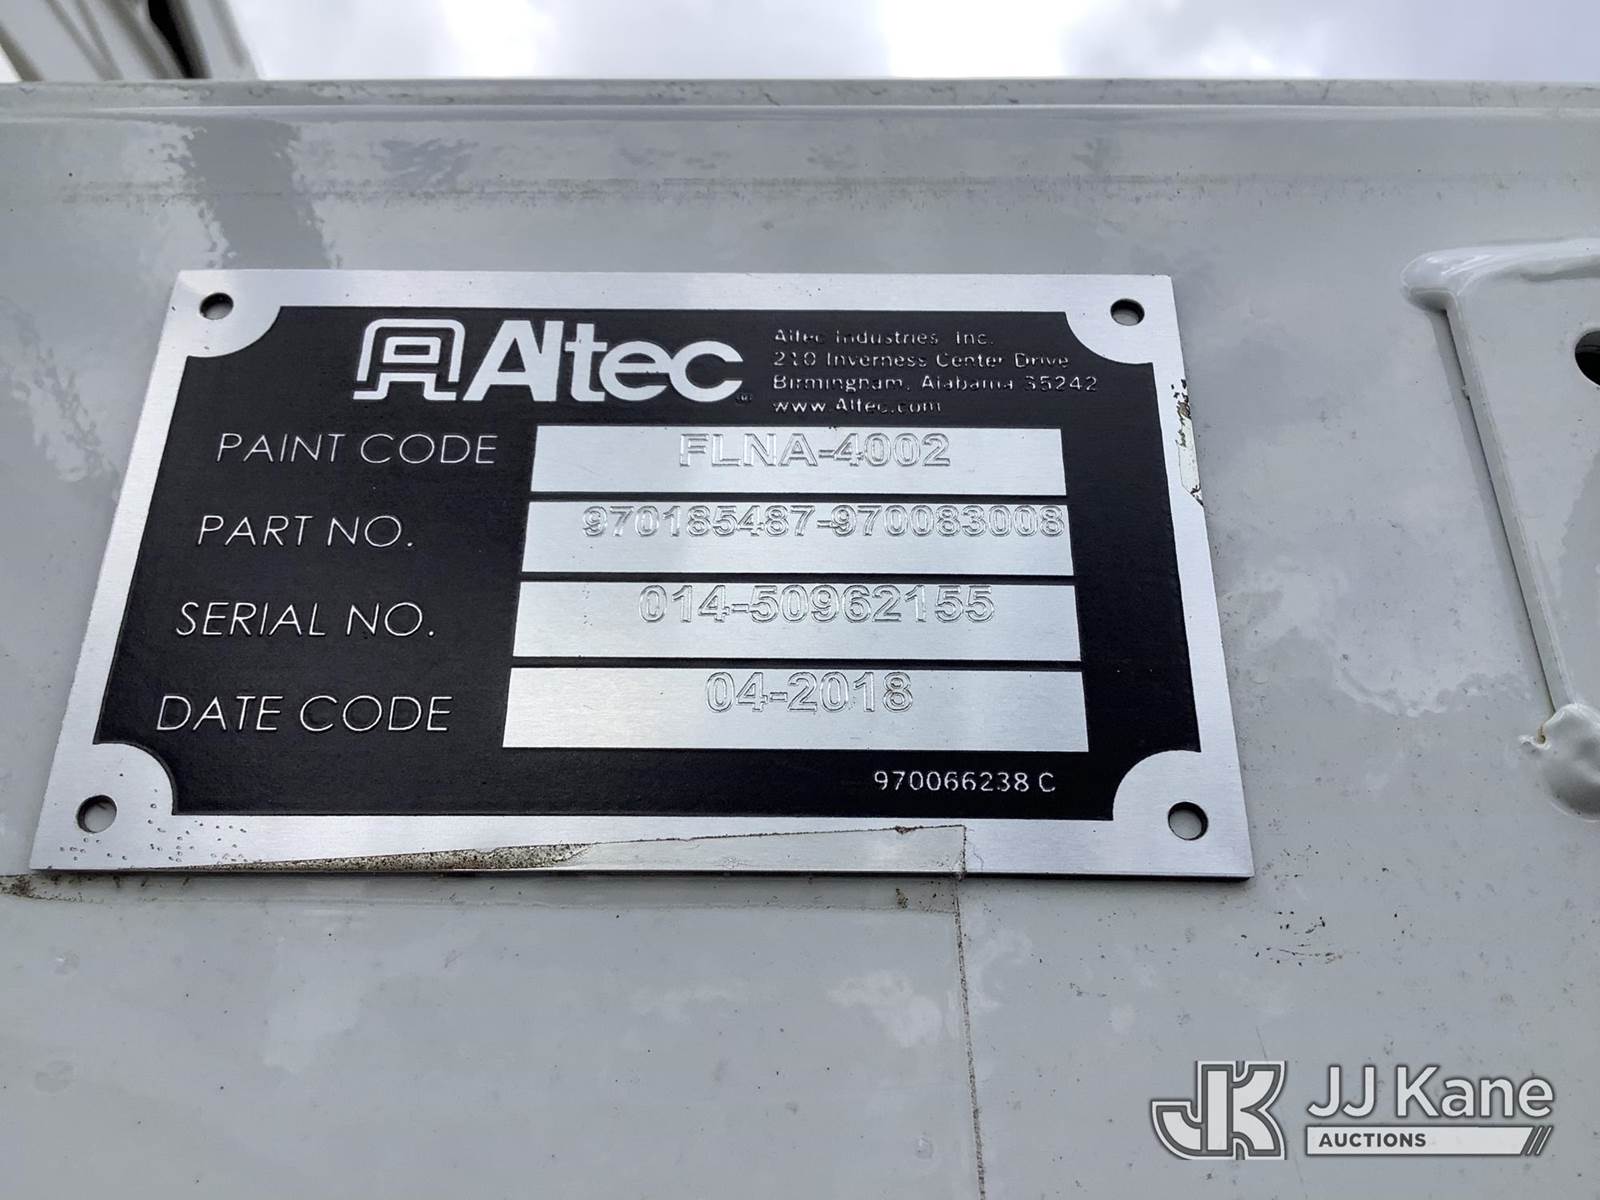 Altec
Altec Industries, Inc.
210 Inverness Center Drive
Birmingham, Alabama 35242
www.Altec.com
PAINT CODE FLNA-4002
PART NO. 970185487-970083008
SERIAL NO. 014-50962155
DATE CODE 04-2018
970066238 C
JK JJ Kane
AUCTIONS